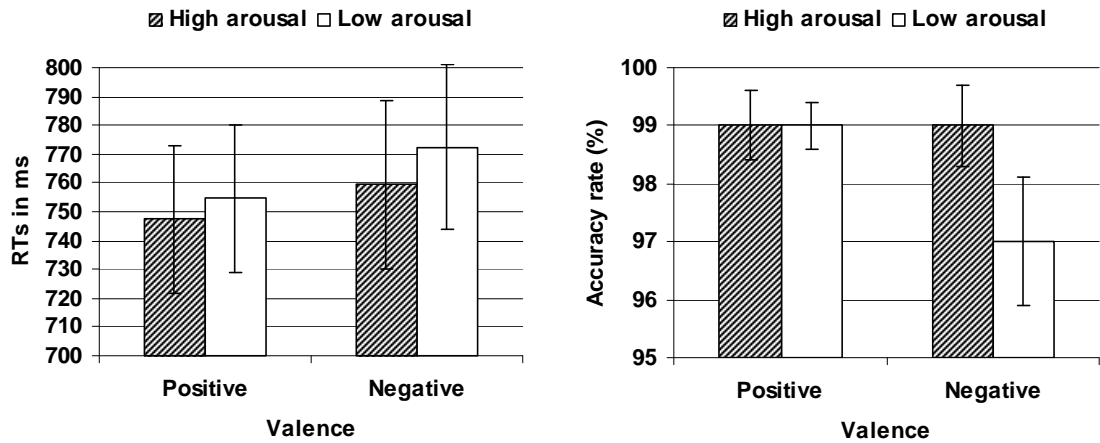 High arousal Low arousal
RTs in ms
800
790
780
770
760
750
740
730
720
710
700
Positive Negative
Valence
High arousal Low arousal
Accuracy rate (%)
100
99
98
97
96
95
Positive Negative
Valence